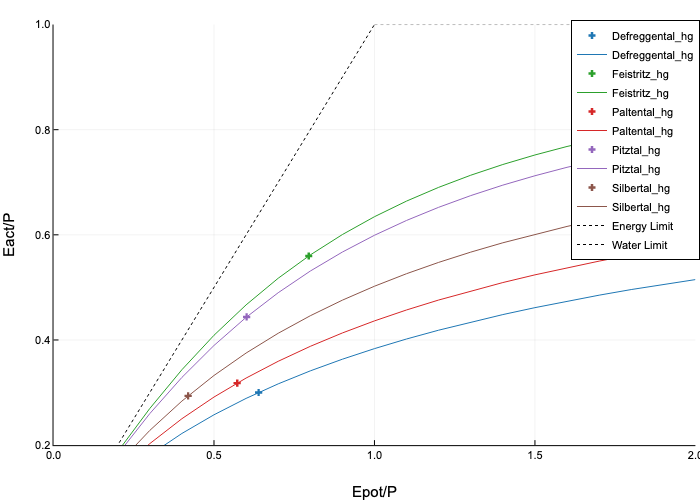 1.0
0.8
0.6
0.4
0.2
Eact/P
0.0
0.5
1.0
1.5
2.0
Epot/P
Defreggental_hg
Defreggental_hg
Feistritz_hg
Feistritz_hg
Paltental_hg
Paltental_hg
Pitztal_hg
Pitztal_hg
Silbertal_hg
Silbertal_hg
Energy Limit
Water Limit